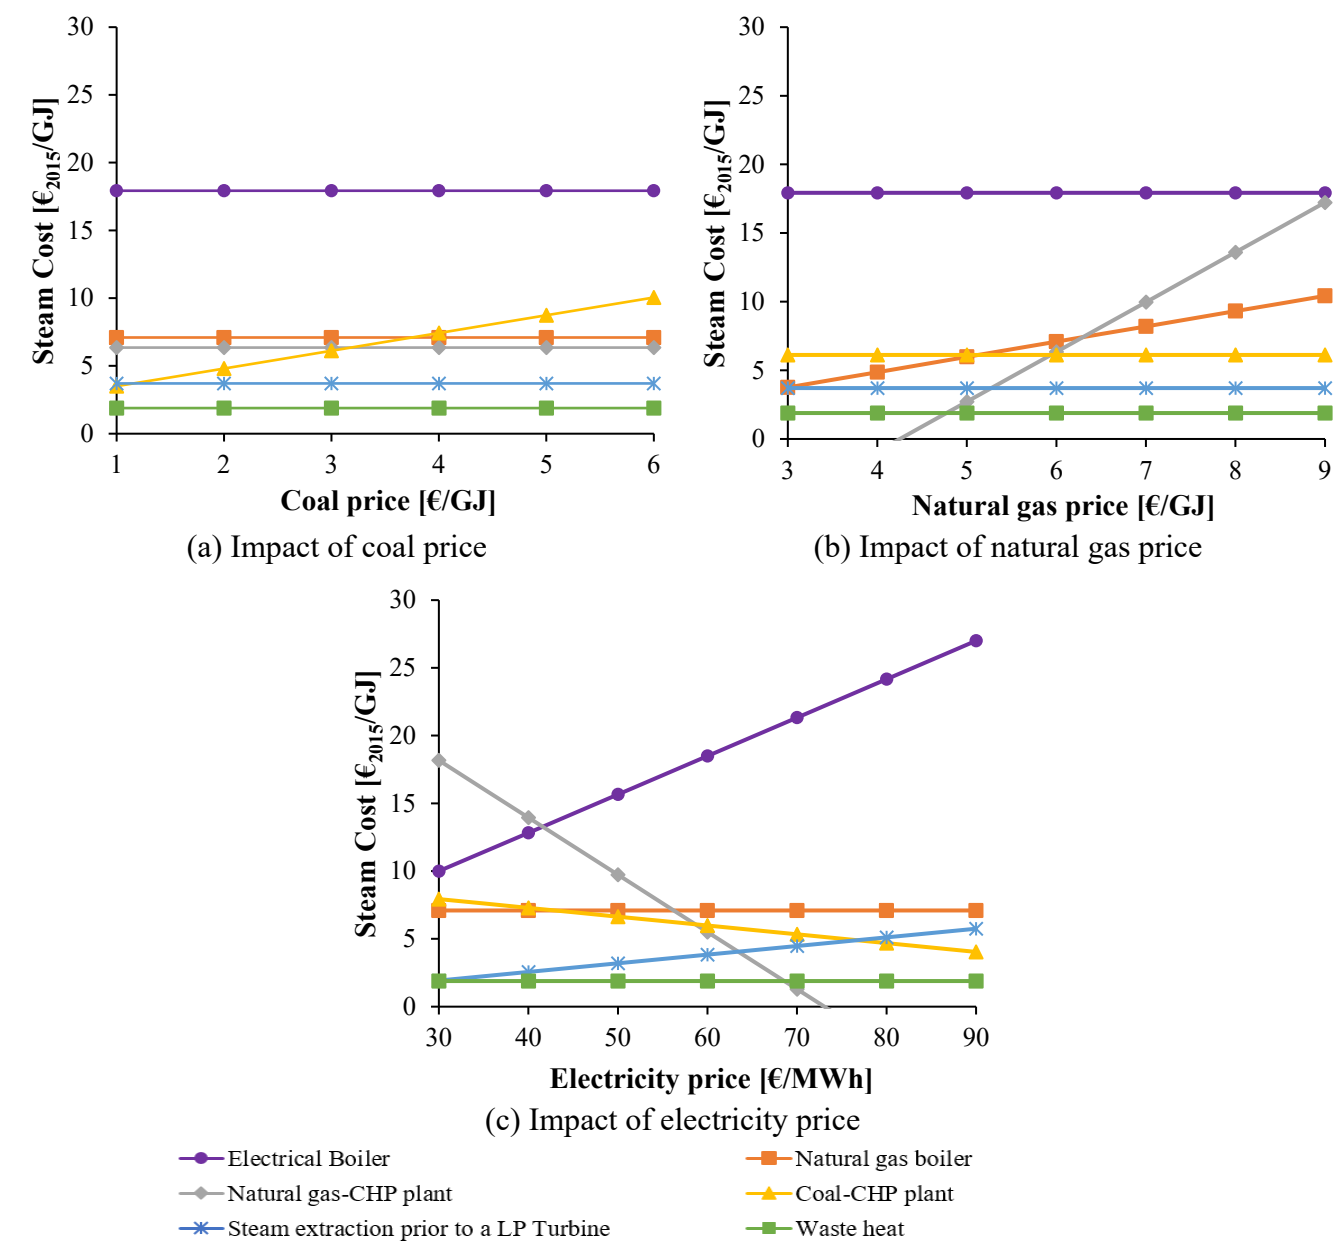 30
25
20
15
10
5
0
Steam Cost [€2015/GJ]
1 2 3 4 5 6
Coal price [€/GJ]
(a) Impact of coal price
30
25
20
15
10
5
0
Steam Cost [€2015/GJ]
3 4 5 6 7 8 9
Natural gas price [€/GJ]
(b) Impact of natural gas price
30
25
20
15
10
5
0
Steam Cost [€2015/GJ]
30 40 50 60 70 80 90
Electricity price [€/MWh]
(c) Impact of electricity price
Electrical Boiler
Natural gas boiler
Natural gas-CHP plant
Coal-CHP plant
Steam extraction prior to a LP Turbine
Waste heat